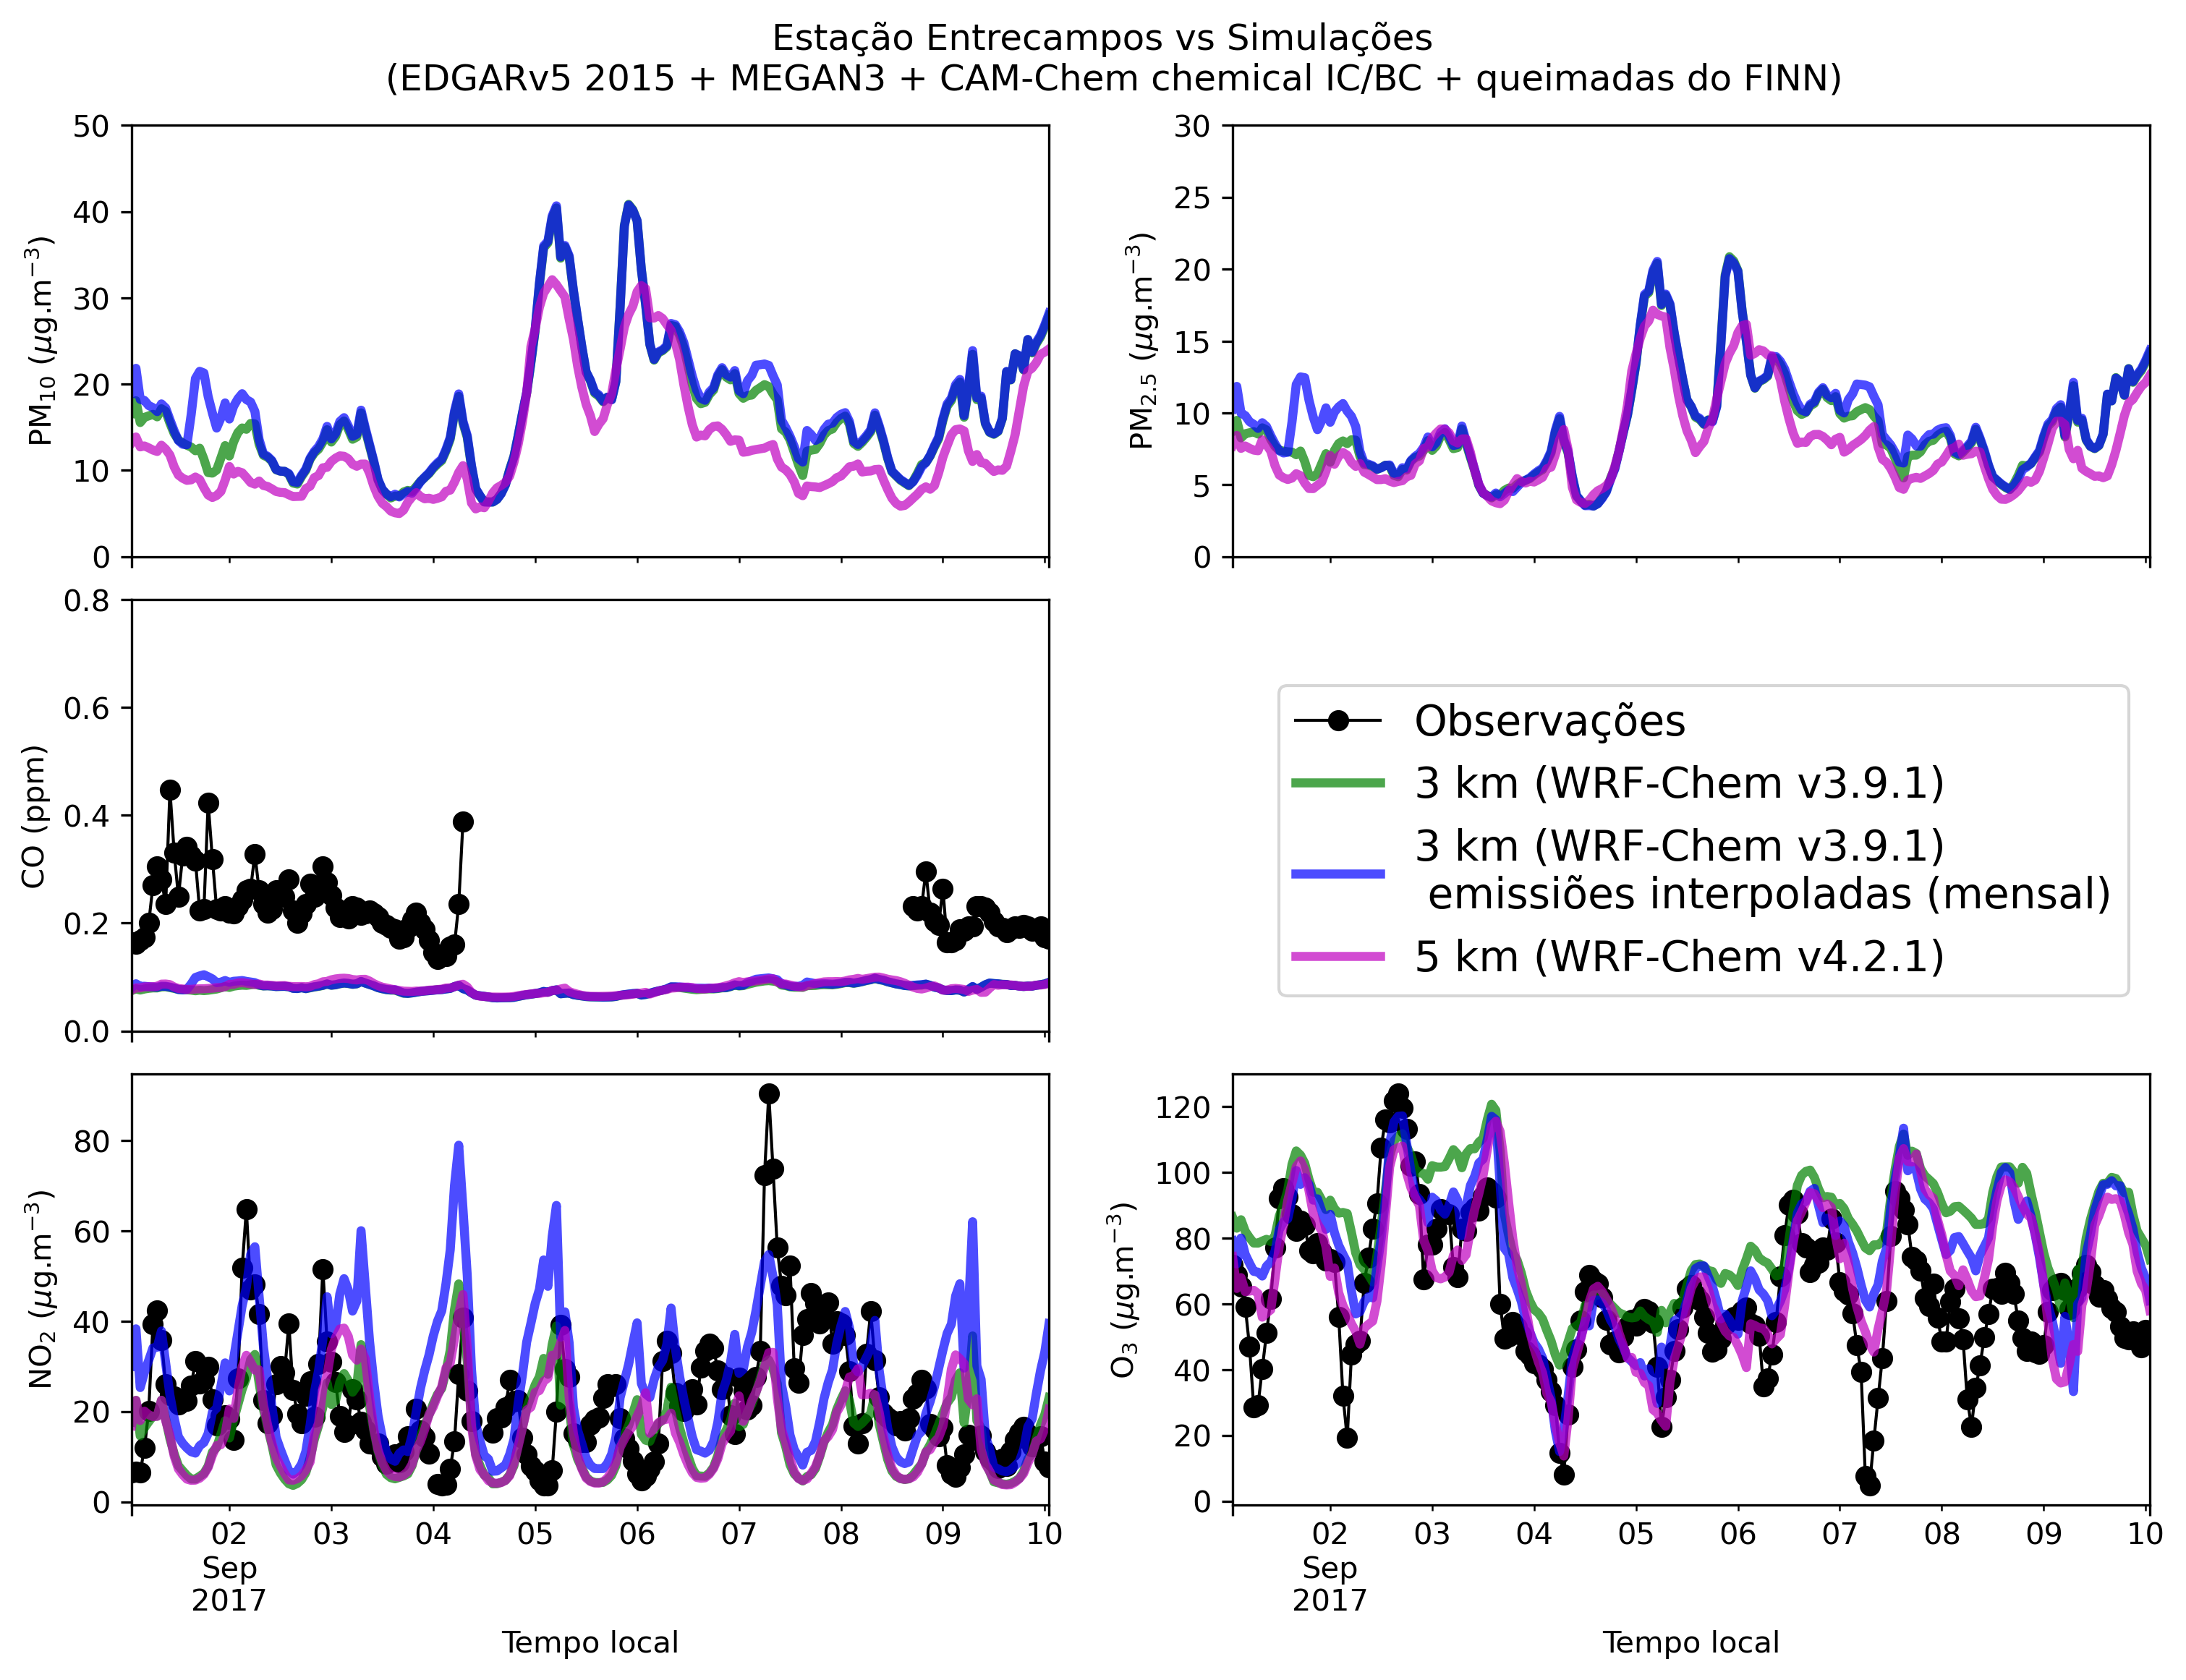 Estação Entrecampos vs Simulações
(EDGARv5 2015 + MEGAN3 + CAM-Chem chemical IC/BC + queimadas do FINN)
50
40
30
20
10
0
PM₁₀ (μg.m⁻³)
30
25
20
15
10
5
0
PM₂.₅ (μg.m⁻³)
0.8
0.6
0.4
0.2
0.0
CO (ppm)
Observações
3 km (WRF-Chem v3.9.1)
3 km (WRF-Chem v3.9.1)
emissiões interpoladas (mensal)
5 km (WRF-Chem v4.2.1)
80
60
40
20
0
NO₂ (μg.m⁻³)
02 03 04 05 06 07 08 09 10
Sep
2017
Tempo local
120
100
80
60
40
20
0
O₃ (μg.m⁻³)
02 03 04 05 06 07 08 09 10
Sep
2017
Tempo local